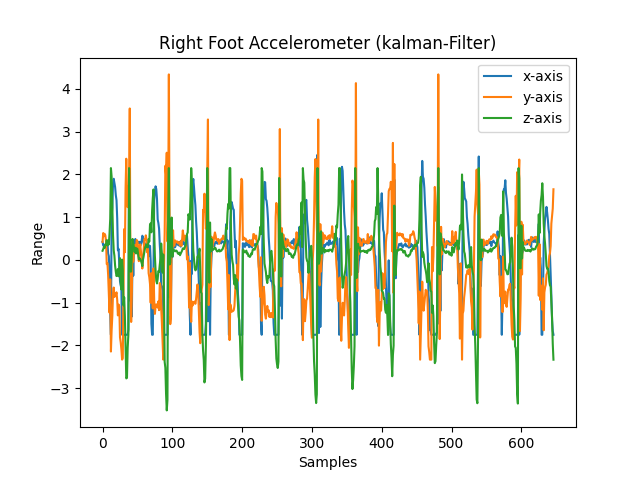 Right Foot Accelerometer (kalman-Filter)
x-axis
y-axis
z-axis
4
3
2
1
0
−1
−2
−3
Range
0 100 200 300 400 500 600
Samples